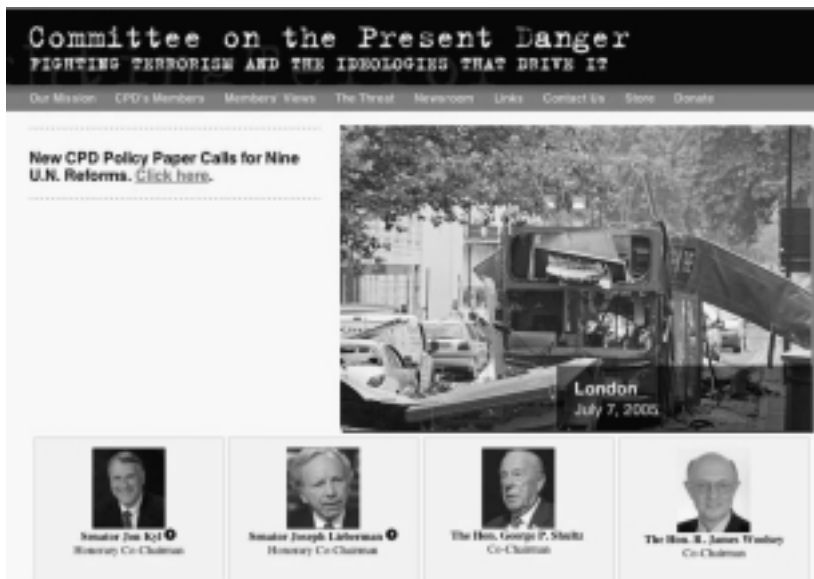 Committee on the Present Danger
FIGHTING TERRORISM AND THE IDEOLOGIES THAT DRIVE IT
Our Mission CPD's Members Members' Views The Threat Newsroom Links Contact Us Store Donate
New CPD Policy Paper Calls for Nine
U.N. Reforms. Click here.
London
July 7, 2005
Senator Jon Kyl
Honorary Co-Chairman
Senator Joseph Lieberman
Honorary Co-Chairman
The Hon. George P. Shultz
Co-Chairman
The Hon. R. James Woolsey
Co-Chairman